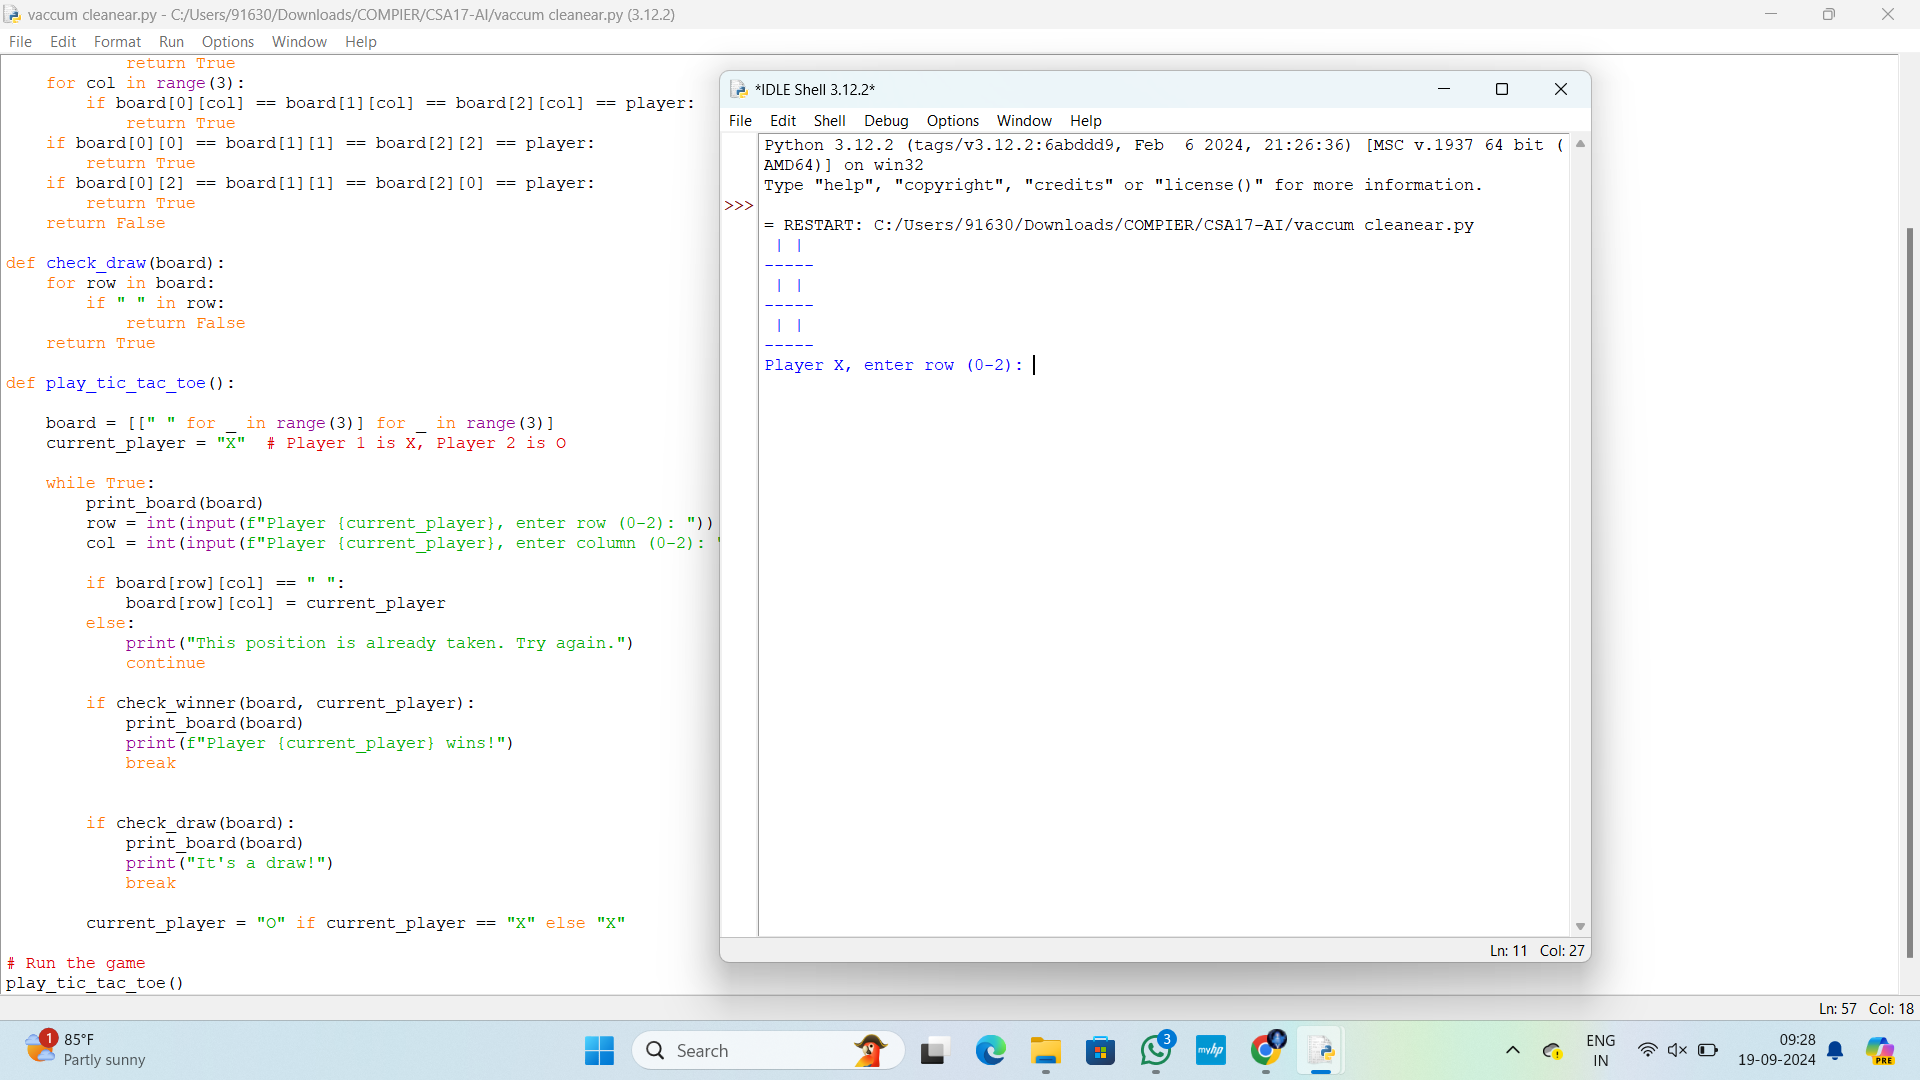 vaccum cleanear.py - C:/Users/91630/Downloads/COMPIER/CSA17-AI/vaccum cleanear.py (3.12.2)
File Edit Format Run Options Window Help
            return True
    for col in range(3):
        if board[0][col] == board[1][col] == board[2][col] == player:
            return True
    if board[0][0] == board[1][1] == board[2][2] == player:
        return True
    if board[0][2] == board[1][1] == board[2][0] == player:
        return True
    return False
def check_draw(board):
    for row in board:
        if " " in row:
            return False
    return True
def play_tic_tac_toe():
    board = [[" " for _ in range(3)] for _ in range(3)]
    current_player = "X"  # Player 1 is X, Player 2 is O
    while True:
        print_board(board)
        row = int(input(f"Player {current_player}, enter row (0-2): "))
        col = int(input(f"Player {current_player}, enter column (0-2): "
        if board[row][col] == " ":
            board[row][col] = current_player
        else:
            print("This position is already taken. Try again.")
            continue
        if check_winner(board, current_player):
            print_board(board)
            print(f"Player {current_player} wins!")
            break
        if check_draw(board):
            print_board(board)
            print("It's a draw!")
            break
        current_player = "O" if current_player == "X" else "X"
# Run the game
play_tic_tac_toe()
Ln: 57 Col: 18
*IDLE Shell 3.12.2*
File Edit Shell Debug Options Window Help
Python 3.12.2 (tags/v3.12.2:6abddd9, Feb  6 2024, 21:26:36) [MSC v.1937 64 bit (
AMD64)] on win32
Type "help", "copyright", "credits" or "license()" for more information.
>>>
= RESTART: C:/Users/91630/Downloads/COMPIER/CSA17-AI/vaccum cleanear.py
 | |
-----
 | |
-----
 | |
-----
Player X, enter row (0-2):
Ln: 11 Col: 27
1
85°F
Partly sunny
Search
3
myhp
ENG
IN
09:28
19-09-2024
PRE